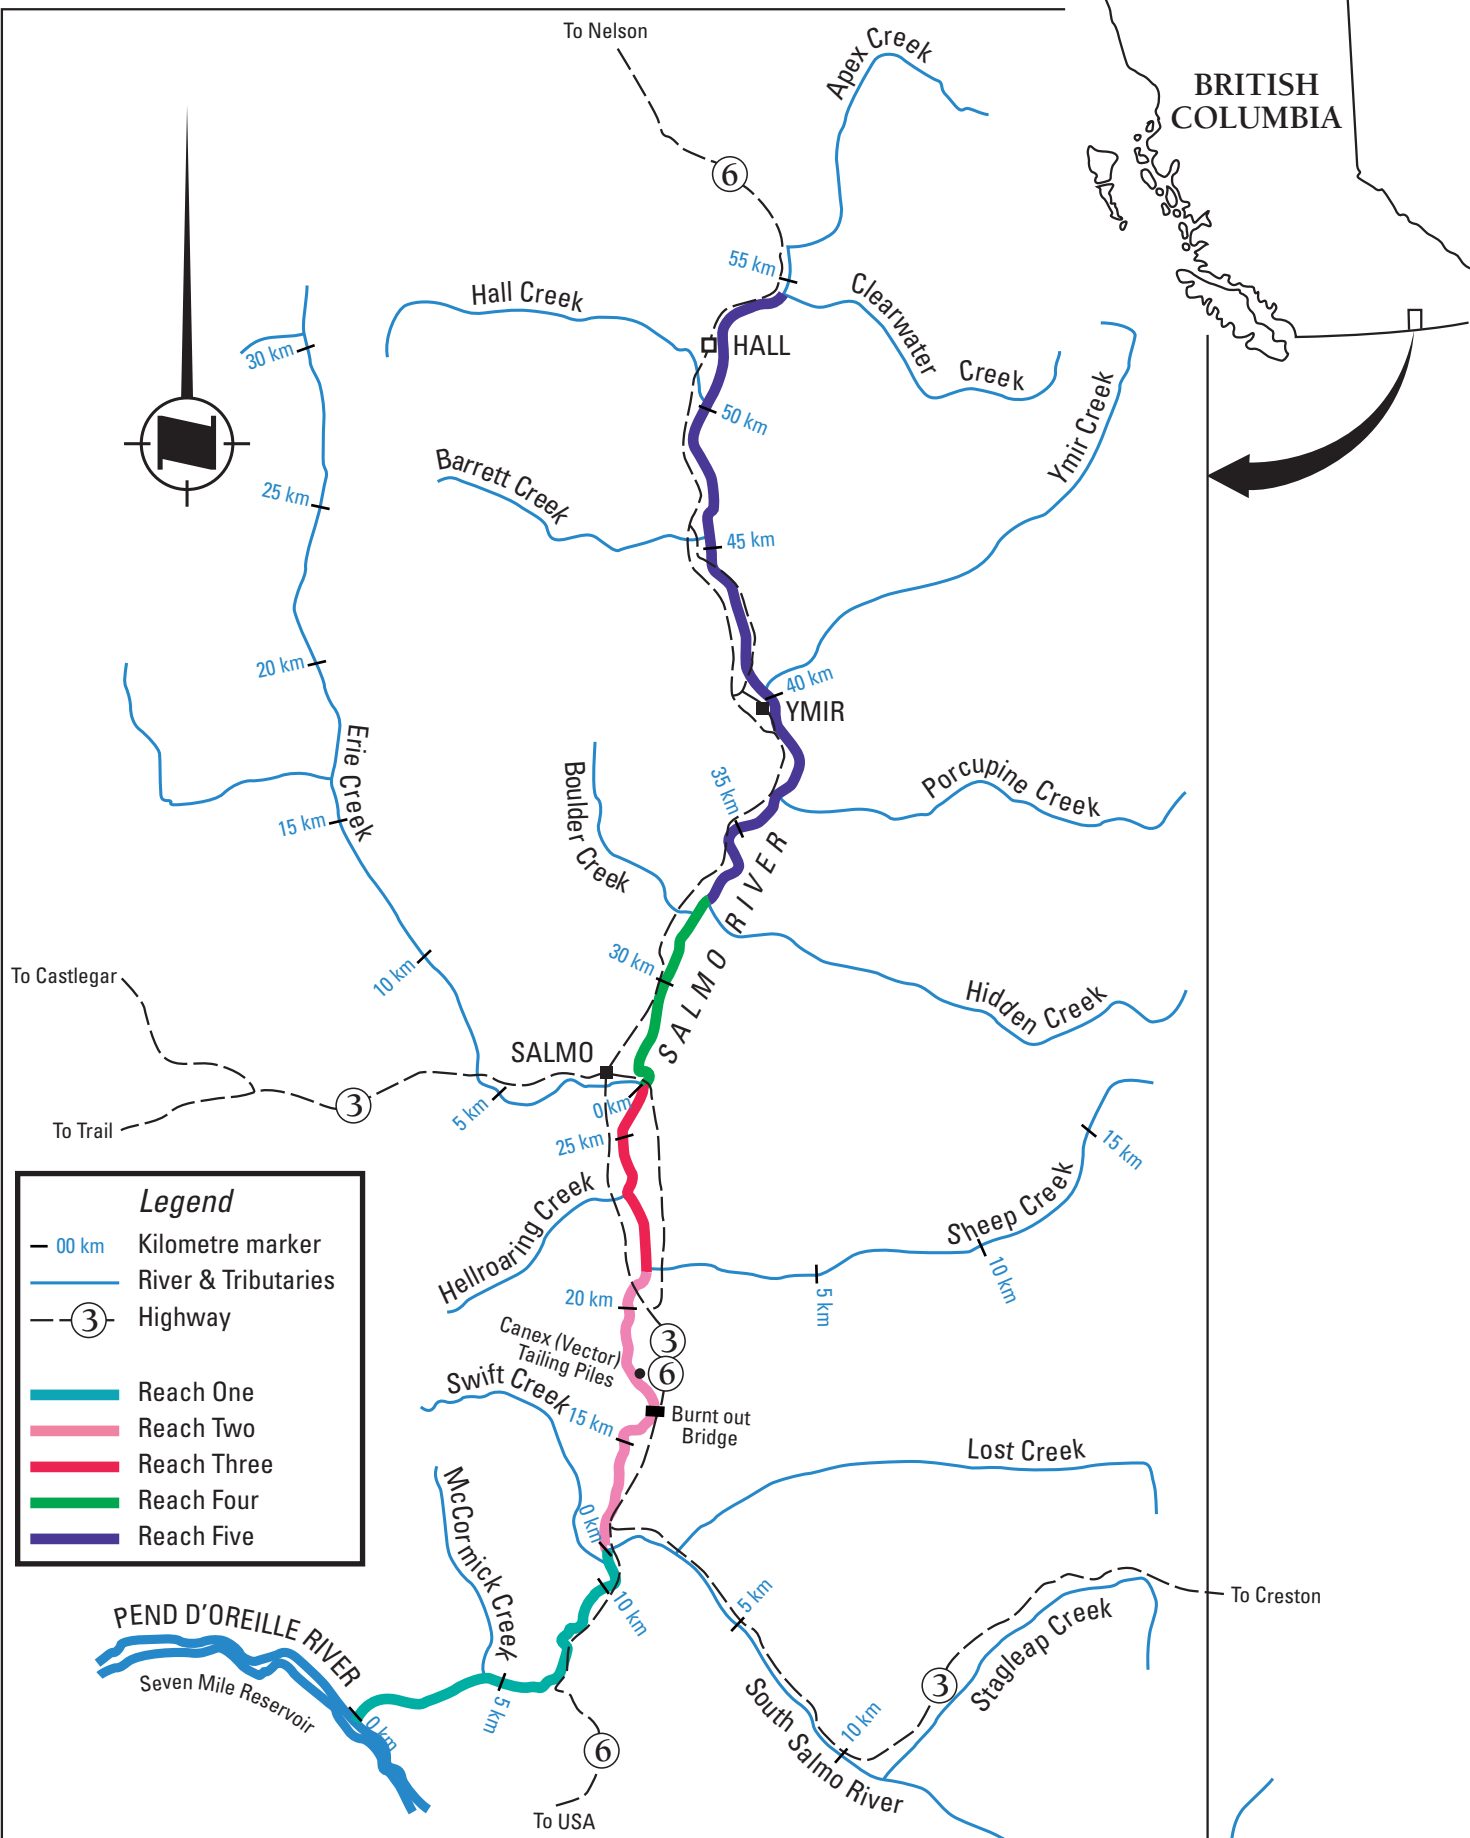 To Nelson
Apex Creek
BRITISH
COLUMBIA
6
55 km
Hall Creek
Clearwater Creek
30 km
HALL
50 km
Ymir Creek
Barrett Creek
25 km
45 km
20 km
40 km
YMIR
Erie Creek
Boulder Creek
35 km
Porcupine Creek
15 km
SALMO RIVER
30 km
10 km
To Castlegar
Hidden Creek
SALMO
3
5 km
0 km
To Trail
25 km
15 km
Sheep Creek
Hellroaring Creek
10 km
5 km
20 km
Legend
00 km Kilometre marker
River & Tributaries
3 Highway
Reach One
Reach Two
Reach Three
Reach Four
Reach Five
Canex (Vector)
Tailing Piles
3
6
Swift Creek
15 km
Burnt out
Bridge
Lost Creek
McCormick Creek
0 km
10 km
5 km
To Creston
Stagleap Creek
3
PEND D'OREILLE RIVER
Seven Mile Reservoir
0 km
5 km
South Salmo River
10 km
6
To USA